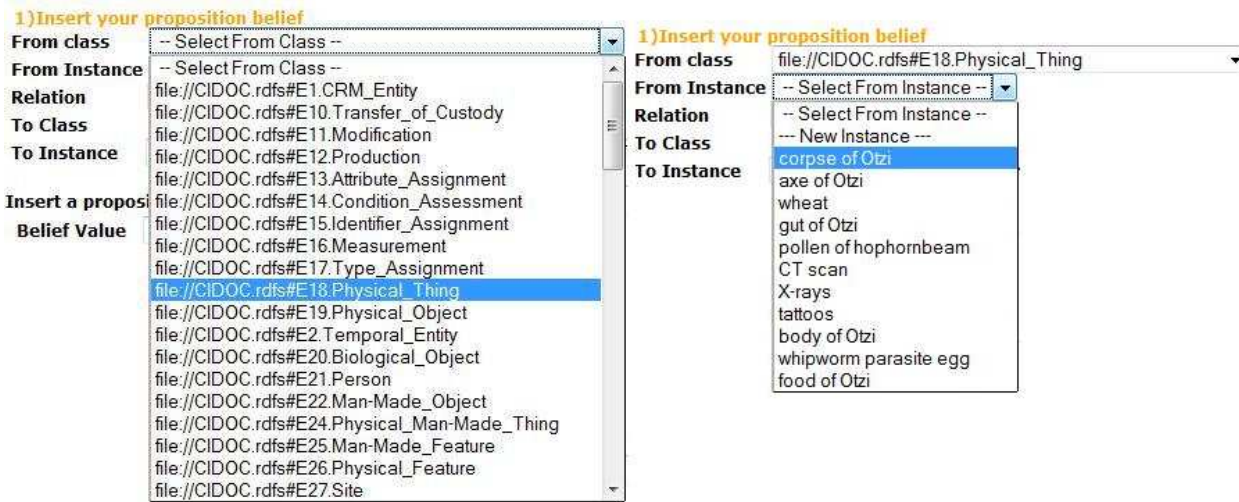 1)Insert your proposition belief
From class
-- Select From Class --
From Instance
Relation
To Class
To Instance
Insert a proposi
Belief Value
-- Select From Class --
file://CIDOC.rdfs#E1.CRM_Entity
file://CIDOC.rdfs#E10.Transfer_of_Custody
file://CIDOC.rdfs#E11.Modification
file://CIDOC.rdfs#E12.Production
file://CIDOC.rdfs#E13.Attribute_Assignment
file://CIDOC.rdfs#E14.Condition_Assessment
file://CIDOC.rdfs#E15.Identifier_Assignment
file://CIDOC.rdfs#E16.Measurement
file://CIDOC.rdfs#E17.Type_Assignment
file://CIDOC.rdfs#E18.Physical_Thing
file://CIDOC.rdfs#E19.Physical_Object
file://CIDOC.rdfs#E2.Temporal_Entity
file://CIDOC.rdfs#E20.Biological_Object
file://CIDOC.rdfs#E21.Person
file://CIDOC.rdfs#E22.Man-Made_Object
file://CIDOC.rdfs#E24.Physical_Man-Made_Thing
file://CIDOC.rdfs#E25.Man-Made_Feature
file://CIDOC.rdfs#E26.Physical_Feature
file://CIDOC.rdfs#E27.Site
1)Insert your proposition belief
From class
file://CIDOC.rdfs#E18.Physical_Thing
From Instance
-- Select From Instance --
Relation
To Class
To Instance
-- Select From Instance --
--- New Instance ---
corpse of Otzi
axe of Otzi
wheat
gut of Otzi
pollen of hophornbeam
CT scan
X-rays
tattoos
body of Otzi
whipworm parasite egg
food of Otzi